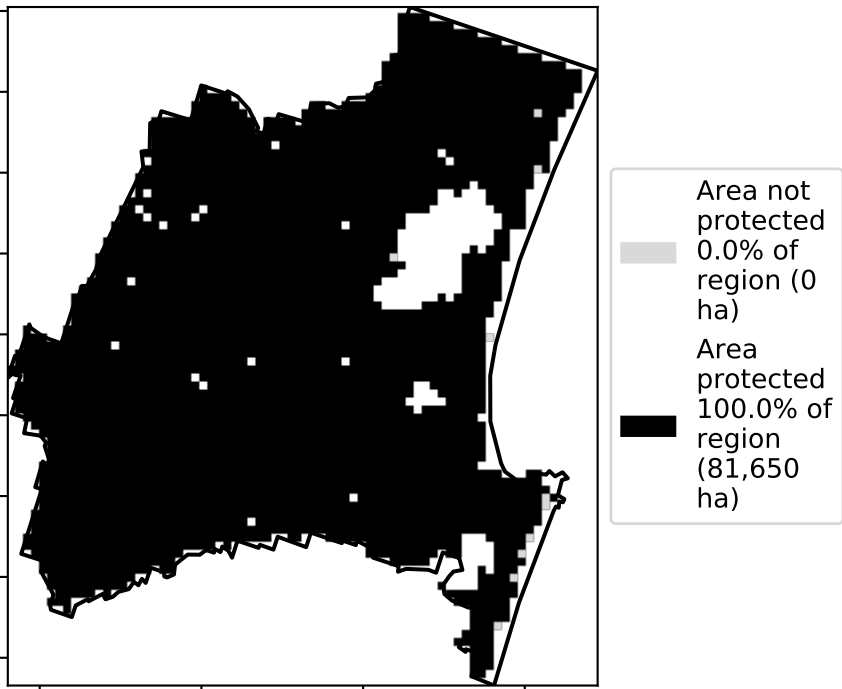 Area not
protected
0.0% of
region (0
ha)
Area
protected
100.0% of
region
(81,650
ha)